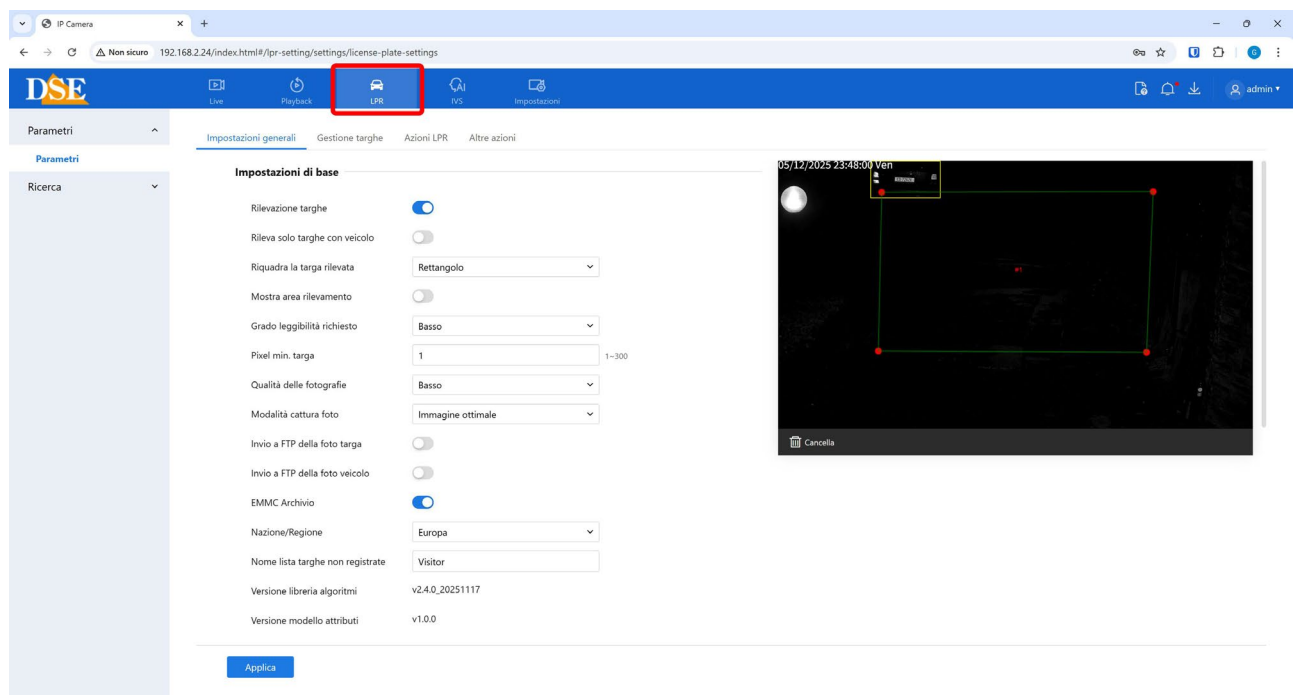 IP Camera
Non sicuro 192.168.2.24/index.html#/lpr-setting/settings/license-plate-settings
G
DSE
Live Playback LPR IVS Impostazioni
AI
admin
Parametri
Parametri
Ricerca
Impostazioni generali Gestione targhe Azioni LPR Altre azioni
Impostazioni di base
Rilevazione targhe
Rileva solo targhe con veicolo
Riquadra la targa rilevata Rettangolo
Mostra area rilevamento
Grado leggibilità richiesto Basso
Pixel min. targa 1 1~300
Qualità delle fotografie Basso
Modalità cattura foto Immagine ottimale
Invio a FTP della foto targa
Invio a FTP della foto veicolo
EMMC Archivio
Nazione/Regione Europa
Nome lista targhe non registrate Visitor
Versione libreria algoritmi v2.4.0_20251117
Versione modello attributi v1.0.0
Applica
05/12/2025 23:48:00 Ven
Cancella